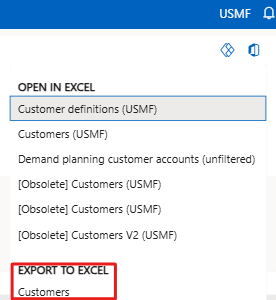 USMF
OPEN IN EXCEL
Customer definitions (USMF)
Customers (USMF)
Demand planning customer accounts (unfiltered)
[Obsolete] Customers (USMF)
[Obsolete] Customers (USMF)
[Obsolete] Customers V2 (USMF)
EXPORT TO EXCEL
Customers